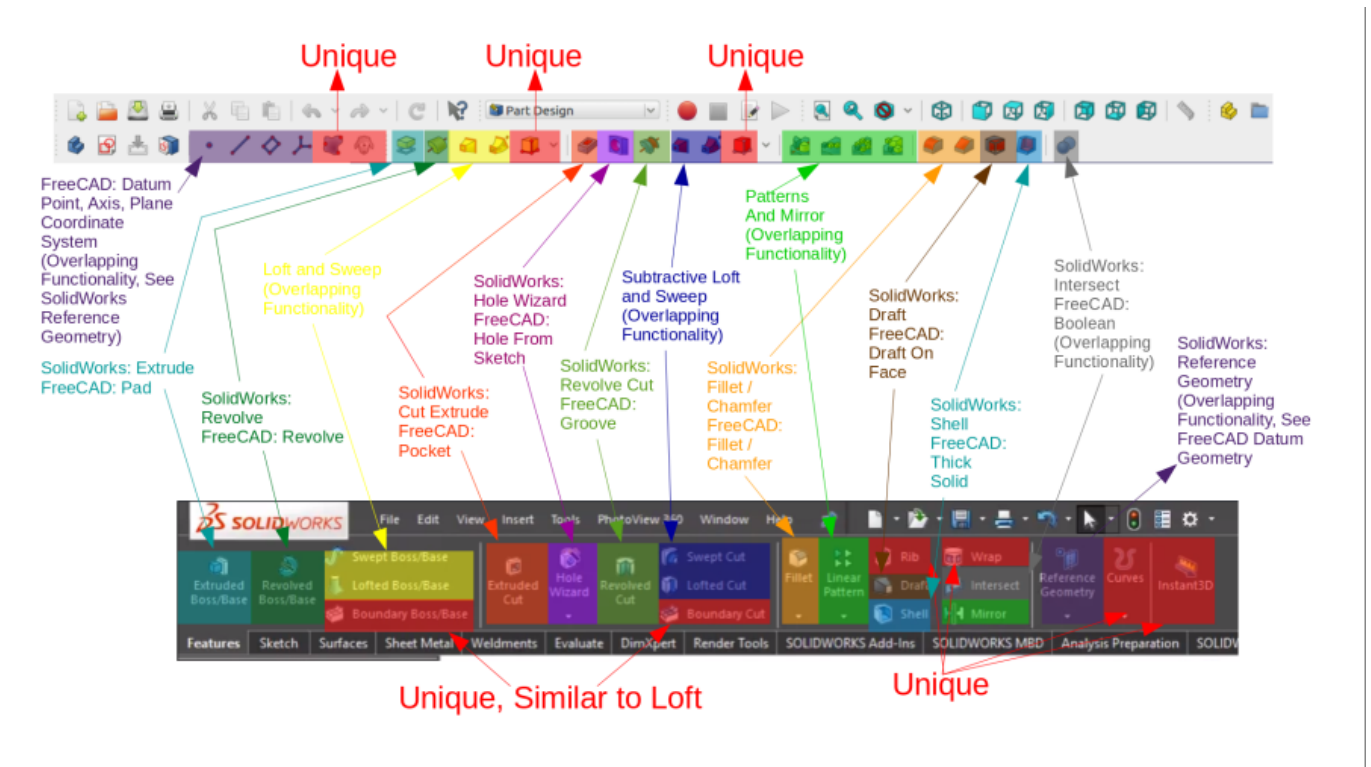 Unique
Unique
Unique
Part Design
FreeCAD: Datum
Point, Axis, Plane
Coordinate
System
(Overlapping
Functionality, See
SolidWorks
Reference
Geometry)
SolidWorks: Extrude
FreeCAD: Pad
SolidWorks:
Revolve
FreeCAD: Revolve
Loft and Sweep
(Overlapping
Functionality)
SolidWorks:
Cut Extrude
FreeCAD:
Pocket
SolidWorks:
Hole Wizard
FreeCAD:
Hole From
Sketch
SolidWorks:
Revolve Cut
FreeCAD:
Groove
Subtractive Loft
and Sweep
(Overlapping
Functionality)
Patterns
And Mirror
(Overlapping
Functionality)
SolidWorks:
Fillet /
Chamfer
FreeCAD:
Fillet /
Chamfer
SolidWorks:
Draft
FreeCAD:
Draft On
Face
SolidWorks:
Shell
FreeCAD:
Thick
Solid
SolidWorks:
Intersect
FreeCAD:
Boolean
(Overlapping
Functionality)
SolidWorks:
Reference
Geometry
(Overlapping
Functionality, See
FreeCAD Datum
Geometry
SOLIDWORKS File Edit View Insert Tools PhotoView 360 Window Help
Extruded
Boss/Base
Revolved
Boss/Base
Swept Boss/Base
Lofted Boss/Base
Boundary Boss/Base
Extruded
Cut
Hole
Wizard
Revolved
Cut
Swept Cut
Lofted Cut
Boundary Cut
Fillet
Linear
Pattern
Rib
Draft
Shell
Wrap
Intersect
Mirror
Reference
Geometry
Curves
Instant3D
Features Sketch Surfaces Sheet Metal Weldments Evaluate DimXpert Render Tools SOLIDWORKS Add-Ins SOLIDWORKS MBD Analysis Preparation SOLIDW
Unique, Similar to Loft
Unique